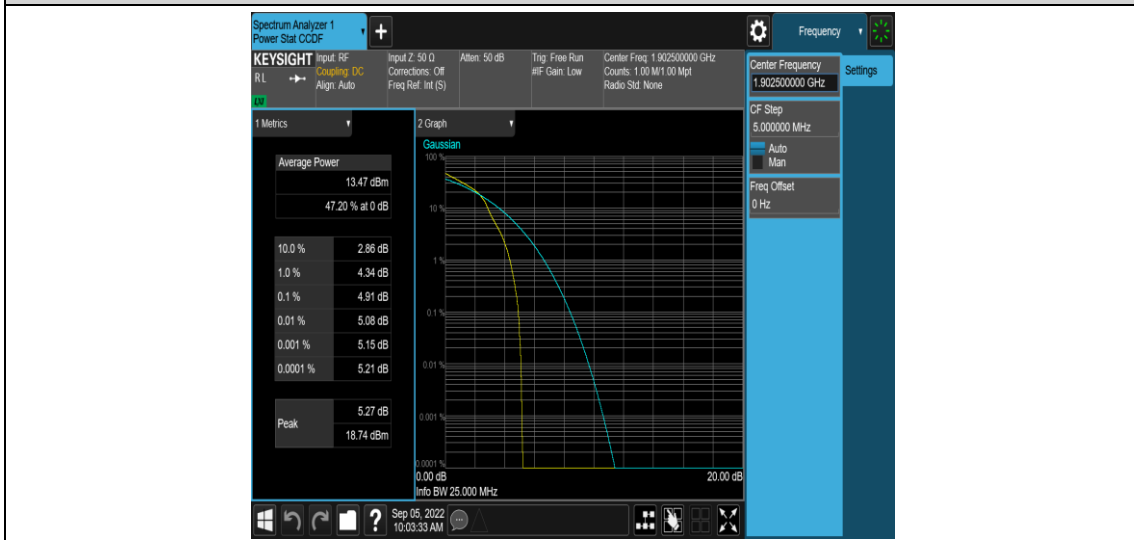 Spectrum Analyzer 1
Power Stat CCDF
+
Frequency
KEYSIGHT
RL
Input: RF
Coupling: DC
Align: Auto
Input Z: 50 Ω
Corrections: Off
Freq Ref: Int (S)
Atten: 50 dB
Trig: Free Run
#IF Gain: Low
Center Freq: 1.902500000 GHz
Counts: 1.00 M/1.00 Mpt
Radio Std: None
Center Frequency
1.902500000 GHz
Settings
CF Step
5.000000 MHz
Auto
Man
Freq Offset
0 Hz
1 Metrics
Average Power
13.47 dBm
47.20 % at 0 dB
10.0 % 2.86 dB
1.0 % 4.34 dB
0.1 % 4.91 dB
0.01 % 5.08 dB
0.001 % 5.15 dB
0.0001 % 5.21 dB
Peak
5.27 dB
18.74 dBm
2 Graph
Gaussian
100 %
10 %
1 %
0.1 %
0.01 %
0.001 %
0.0001 %
0.00 dB 20.00 dB
Info BW 25.000 MHz
?
Sep 05, 2022
10:03:33 AM